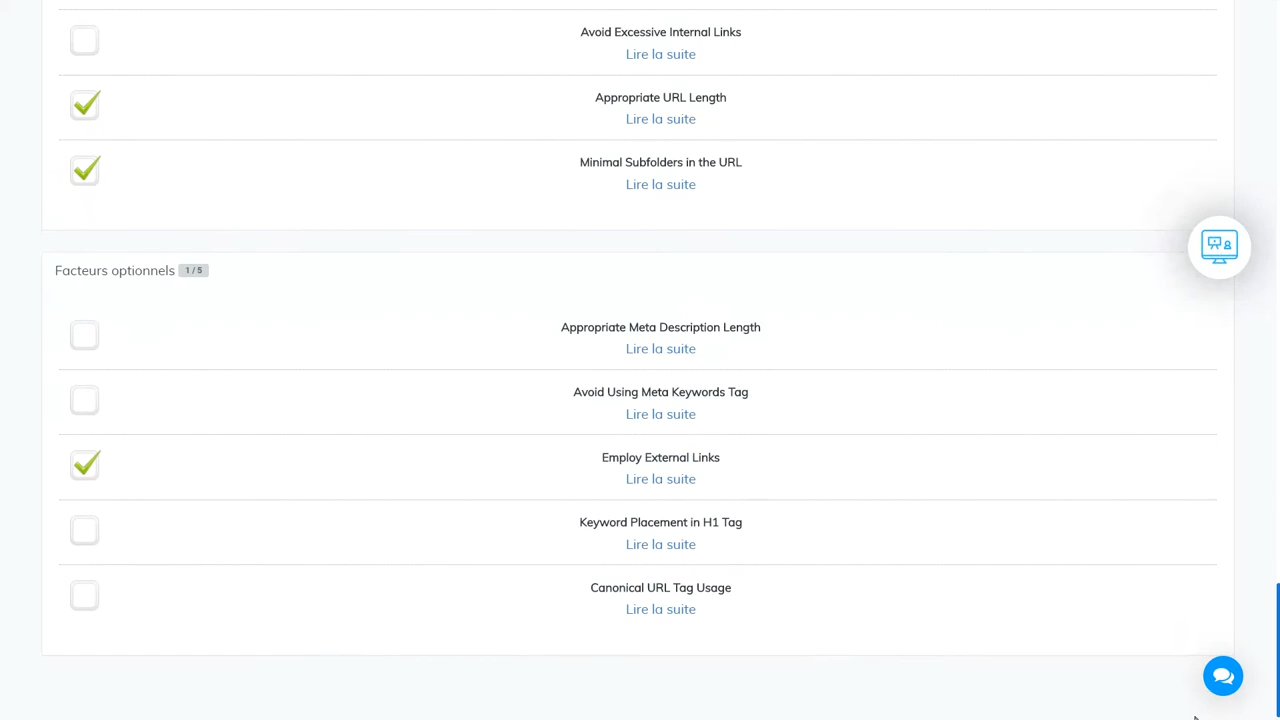 Avoid Excessive Internal Links
Lire la suite
Appropriate URL Length
Lire la suite
Minimal Subfolders in the URL
Lire la suite
Facteurs optionnels 1 / 5
Appropriate Meta Description Length
Lire la suite
Avoid Using Meta Keywords Tag
Lire la suite
Employ External Links
Lire la suite
Keyword Placement in H1 Tag
Lire la suite
Canonical URL Tag Usage
Lire la suite